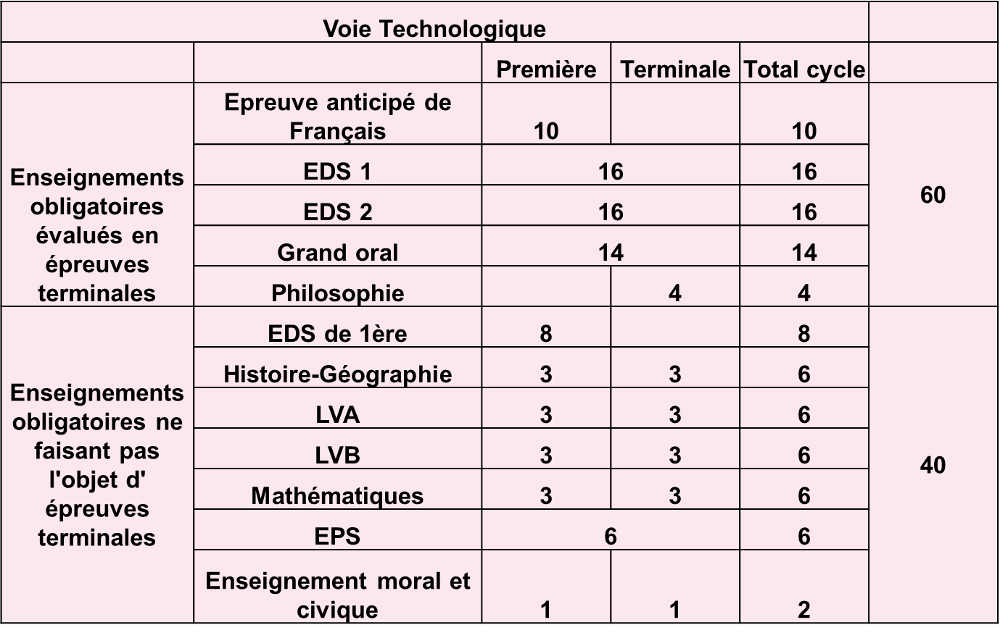 Voie Technologique
Première Terminale Total cycle
Enseignements
obligatoires
évalués en
épreuves
terminales
Epreuve anticipé de
Français
10 10
EDS 1 16 16
EDS 2 16 16
Grand oral 14 14
Philosophie 4 4
60
Enseignements
obligatoires ne
faisant pas
l'objet d'
épreuves
terminales
EDS de 1ère 8 8
Histoire-Géographie 3 3 6
LVA 3 3 6
LVB 3 3 6
Mathématiques 3 3 6
EPS 6 6
Enseignement moral et
civique 1 1 2
40